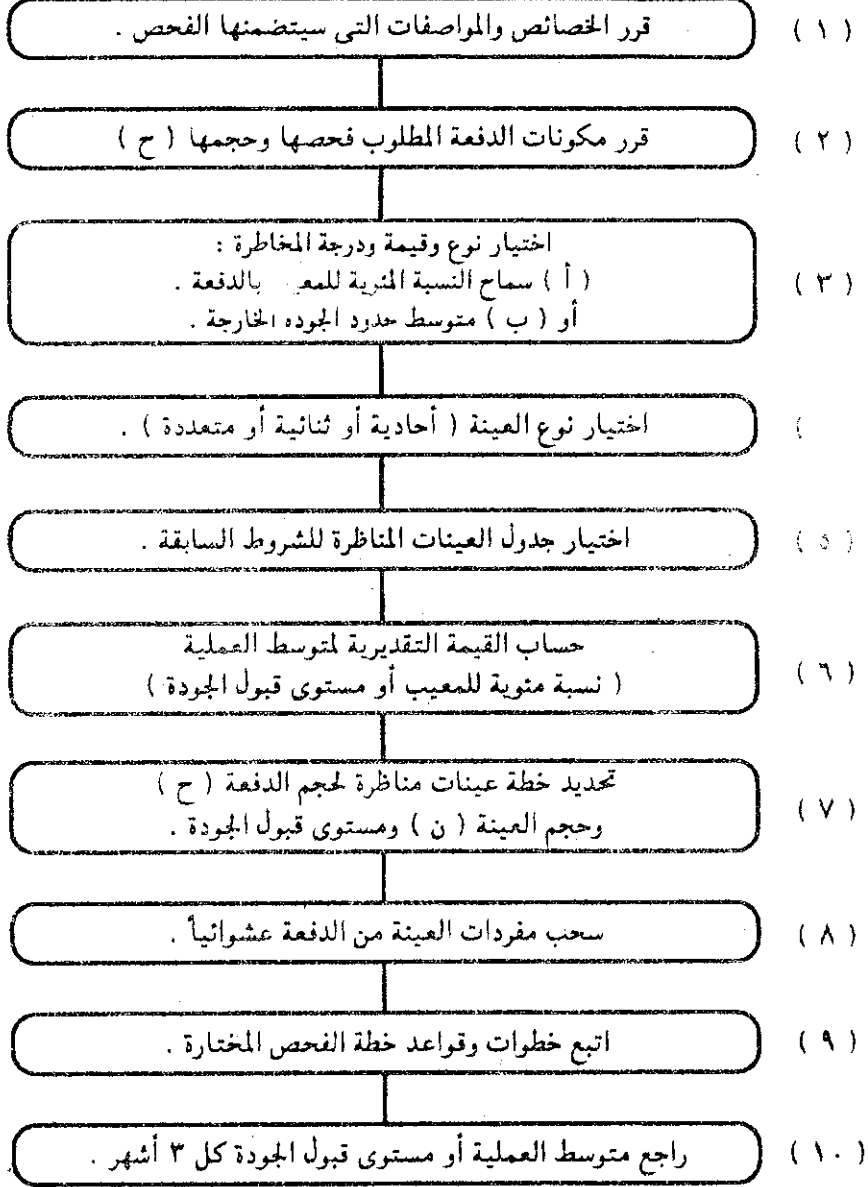 ( ١ ) قرر الخصائص والمواصفات التى سيتضمنها الفحص .
( ٢ ) قرر مكونات الدفعة المطلوب فحصها وحجمها ( ح )
اختيار نوع وقيمة ودرجة المخاطرة :
( ٣ ) ( أ ) سماح النسبة المئوية للمعـ بالدفعة .
أو ( ب ) متوسط حدود الجوده الخارجة .
اختيار نوع العينة ( أحادية أو ثنائية أو متعددة ) .
( ٥ ) اختيار جدول العينات المناظرة للشروط السابقة .
حساب القيمة التقديرية لمتوسط العملية
( ٦ ) ( نسبة مئوية للمعيب أو مستوى قبول الجودة )
تحديد خطة عينات مناظرة لحجم الدفعة ( ح )
( ٧ ) وحجم العينة ( ن ) ومستوى قبول الجودة .
( ٨ ) سحب مفردات العينة من الدفعة عشوائياً .
( ٩ ) اتبع خطوات وقواعد خطة الفحص المختارة .
( ١٠ ) راجع متوسط العملية أو مستوى قبول الجودة كل ٣ أشهر .